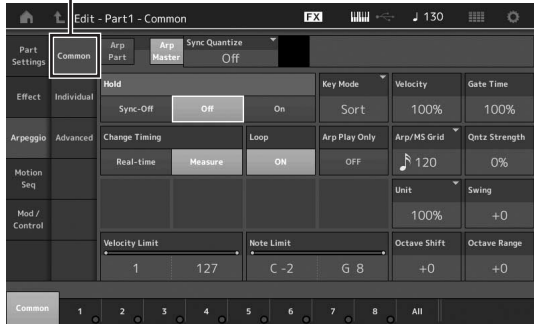 Edit - Part1 - Common
FX
130
Part Settings
Common
Arp Part
Arp Master
Sync Quantize
Off
Effect
Individual
Hold
Sync-Off
Off
On
Key Mode
Sort
Velocity
100%
Gate Time
100%
Arpeggio
Advanced
Change Timing
Real-time
Measure
Loop
ON
Arp Play Only
OFF
Arp/MS Grid
120
Qntz Strength
0%
Motion Seq
Unit
100%
Swing
+0
Mod / Control
Velocity Limit
1
127
Note Limit
C -2
G 8
Octave Shift
+0
Octave Range
+0
Common
1
2
3
4
5
6
7
8
All